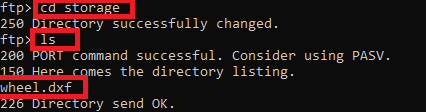 ftp> cd storage
250 Directory successfully changed.
ftp> ls
200 PORT command successful. Consider using PASV.
150 Here comes the directory listing.
wheel.dxf
226 Directory send OK.